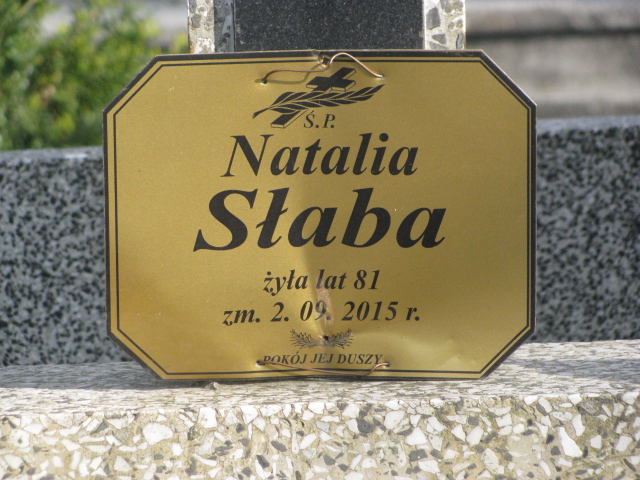 Ś.P.
Natalia
Słaba
żyła lat 81
zm. 2. 09. 2015 r.
POKÓJ JEJ DUSZY